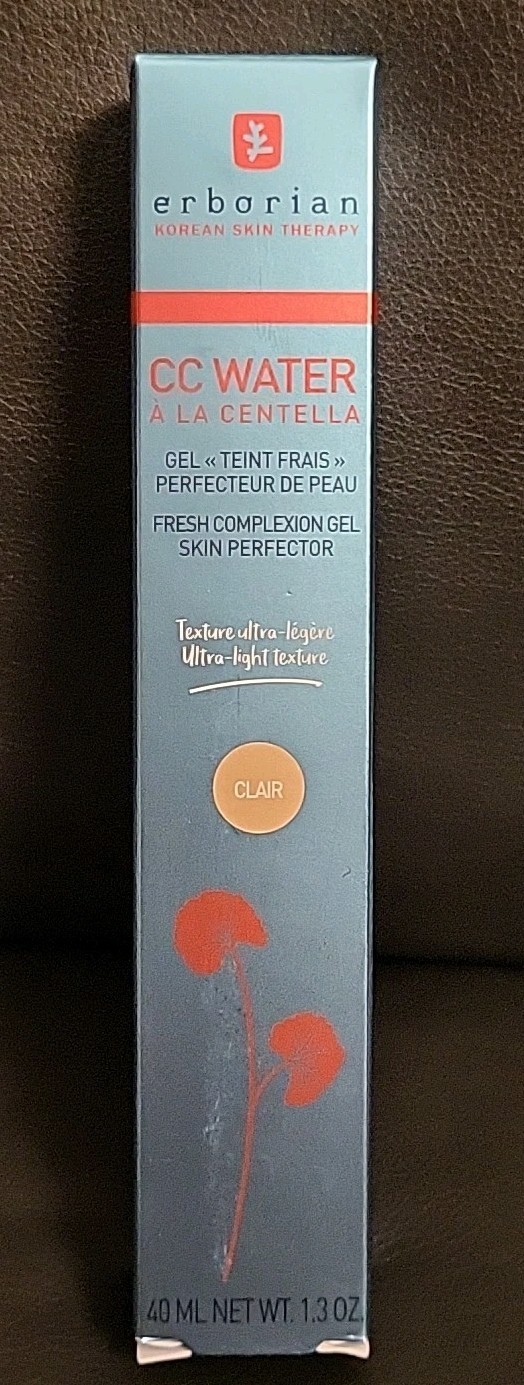 erborian
KOREAN SKIN THERAPY
CC WATER
À LA CENTELLA
GEL « TEINT FRAIS »
PERFECTEUR DE PEAU
FRESH COMPLEXION GEL
SKIN PERFECTOR
Texture ultra-légère
Ultra-light texture
CLAIR
40 ML NET WT. 1.3 OZ.